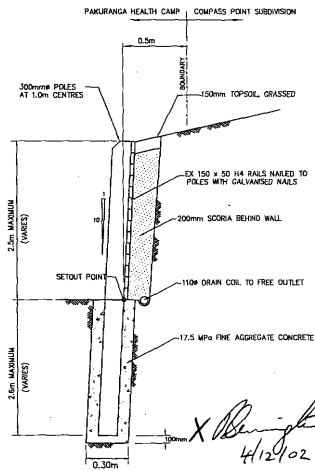 PAKURANGA HEALTH CAMP
COMPASS POINT SUBDIVISION
0.5m
BOUNDARY
300mmø POLES
AT 1.0m CENTRES
150mm TOPSOIL, GRASSED
EX 150 x 50 H4 RAILS NAILED TO
POLES WITH GALVANISED NAILS
1
10
200mm SCORIA BEHIND WALL
2.5m MAXIMUM
(VARIES)
SETOUT POINT
110ø DRAIN COIL TO FREE OUTLET
17.5 MPa FINE AGGREGATE CONCRETE
2.6m MAXIMUM
(VARIES)
100mm
0.30m
X
4/12/02